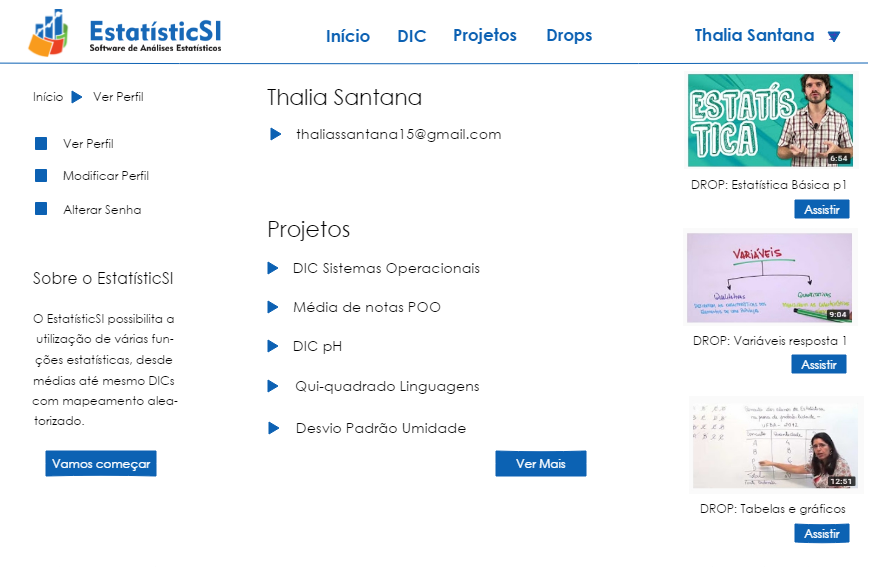 EstatísticSI
Software de Análises Estatísticos
Início DIC Projetos Drops
Thalia Santana
Início Ver Perfil
Ver Perfil
Modificar Perfil
Alterar Senha
Sobre o EstatísticSI
O EstatísticSI possibilita a
utilização de várias fun-
ções estatísticas, desde
médias até mesmo DICs
com mapeamento alea-
torizado.
Vamos começar
Thalia Santana
thaliassantana15@gmail.com
Projetos
DIC Sistemas Operacionais
Média de notas POO
DIC pH
Qui-quadrado Linguagens
Desvio Padrão Umidade
Ver Mais
ESTATÍS
TICA
6:54
DROP: Estatística Básica p1
Assistir
VARIÁVEIS
Qualitativas Quantitativas
9:04
DROP: Variáveis resposta 1
Assistir
12:51
DROP: Tabelas e gráficos
Assistir